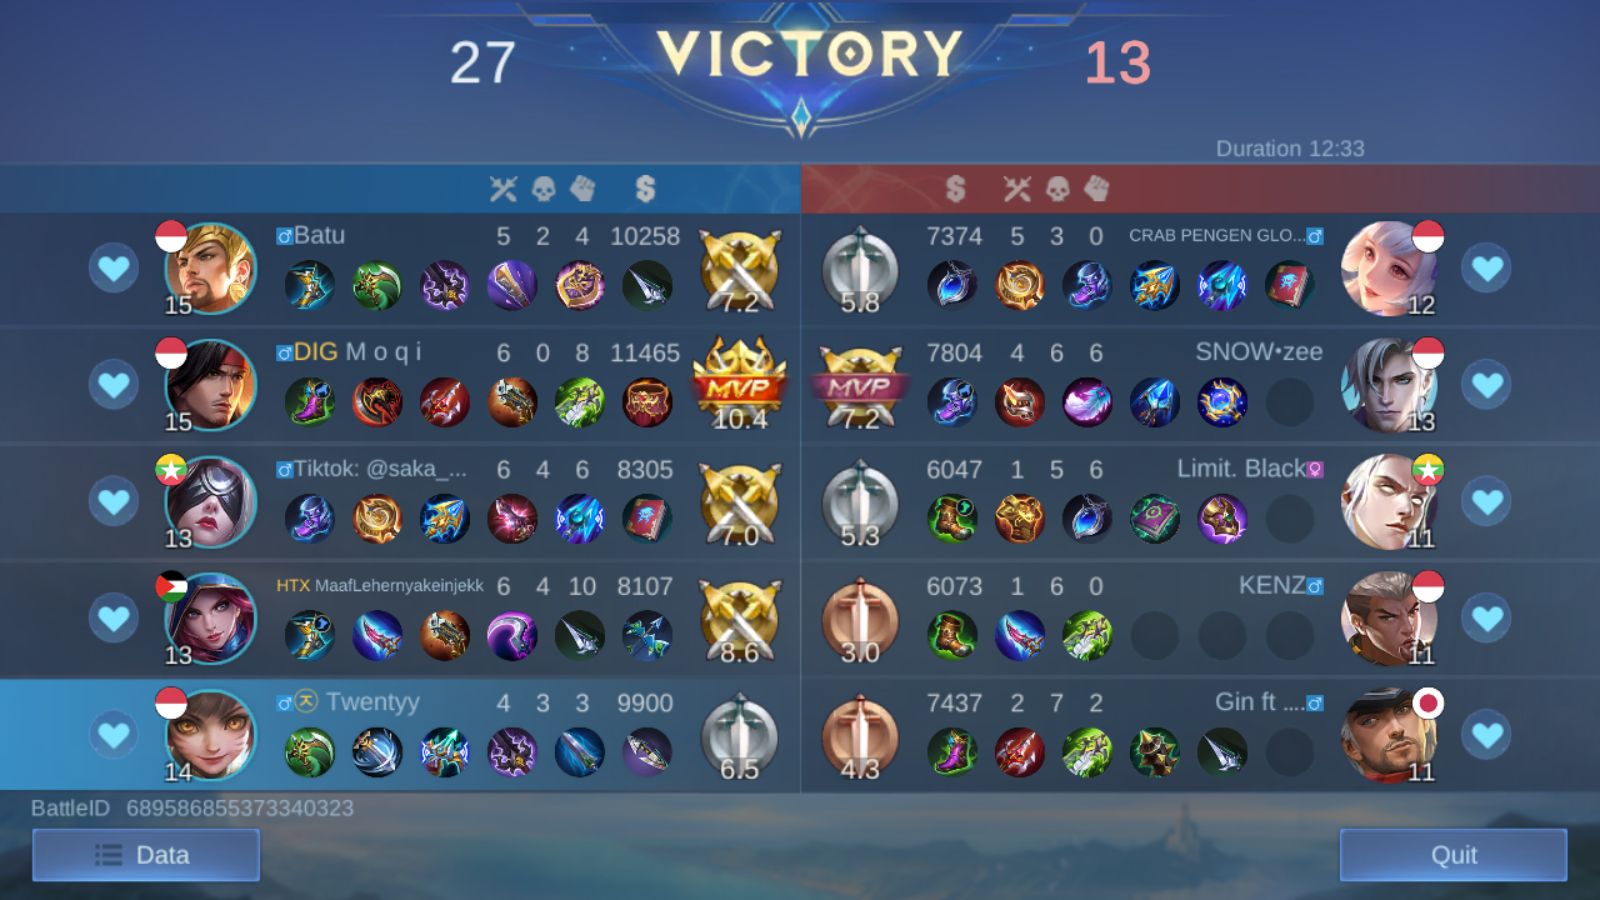 27 VICTORY 13
Duration 12:33
Batu 5 2 4 10258
15 7.2
7374 5 3 0 CRAB PENGEN GLO...
5.8 12
DIG M o q i 6 0 8 11465
15 MVP 10.4
7804 4 6 6 SNOW•zee
MVP 7.2 13
Tiktok: @saka_... 6 4 6 8305
13 7.0
6047 1 5 6 Limit. Black
5.3 11
HTX MaafLehernyakeinjekk 6 4 10 8107
13 8.6
6073 1 6 0 KENZ
3.0 11
Twentyy 4 3 3 9900
14 6.5
7437 2 7 2 Gin ft ....
4.3 11
BattleID 689586855373340323
Data
Quit